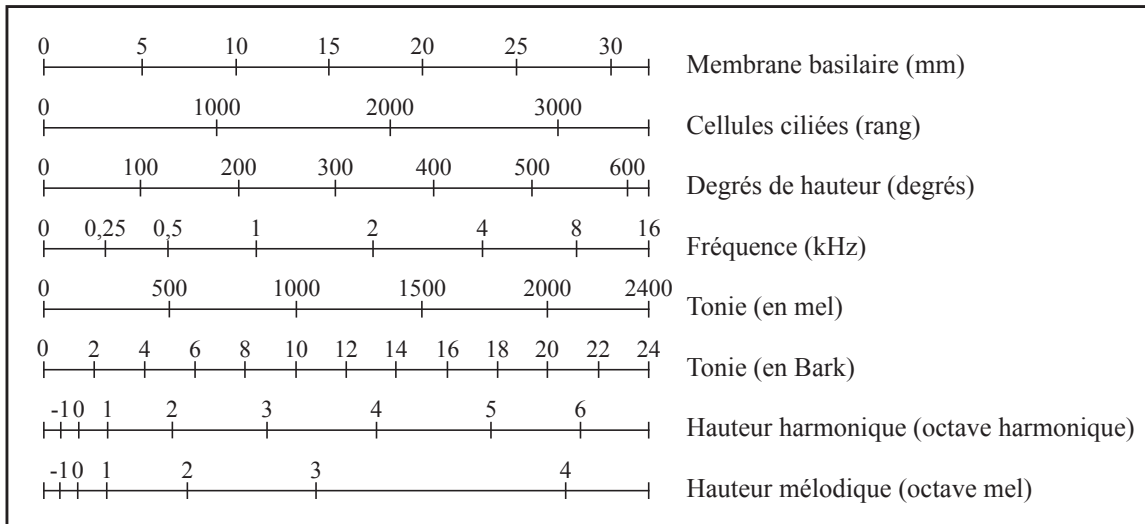 0 5 10 15 20 25 30
Membrane basilaire (mm)
0 1000 2000 3000
Cellules ciliées (rang)
0 100 200 300 400 500 600
Degrés de hauteur (degrés)
0 0,25 0,5 1 2 4 8 16
Fréquence (kHz)
0 500 1000 1500 2000 2400
Tonie (en mel)
0 2 4 6 8 10 12 14 16 18 20 22 24
Tonie (en Bark)
-1 0 1 2 3 4 5 6
Hauteur harmonique (octave harmonique)
-1 0 1 2 3 4
Hauteur mélodique (octave mel)